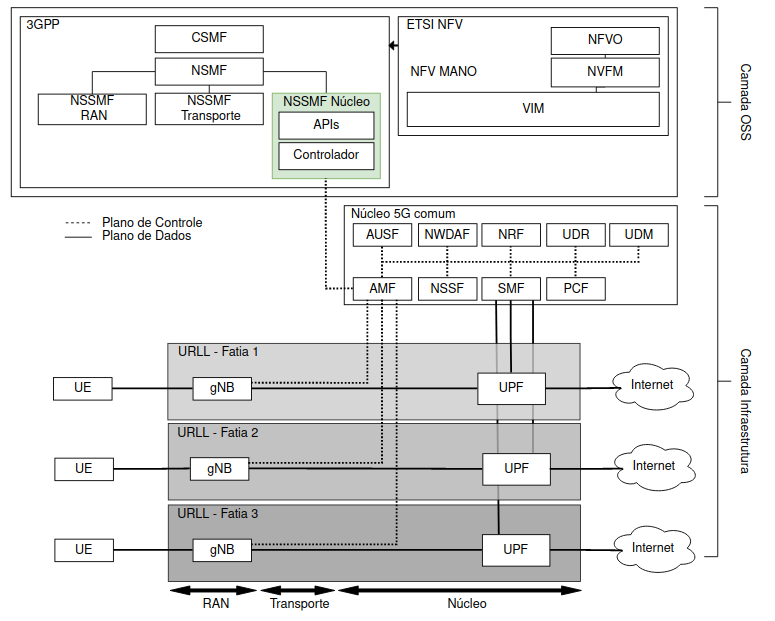 3GPP
CSMF
NSMF
NSSMF
RAN
NSSMF
Transporte
NSSMF Núcleo
APIs
Controlador
ETSI NFV
NFV MANO
NFVO
NVFM
VIM
Camada OSS
Plano de Controle
Plano de Dados
Núcleo 5G comum
AUSF
NWDAF
NRF
UDR
UDM
AMF
NSSF
SMF
PCF
URLL - Fatia 1
UE
gNB
UPF
Internet
URLL - Fatia 2
UE
gNB
UPF
Internet
URLL - Fatia 3
UE
gNB
UPF
Internet
Camada Infraestrutura
RAN
Transporte
Núcleo